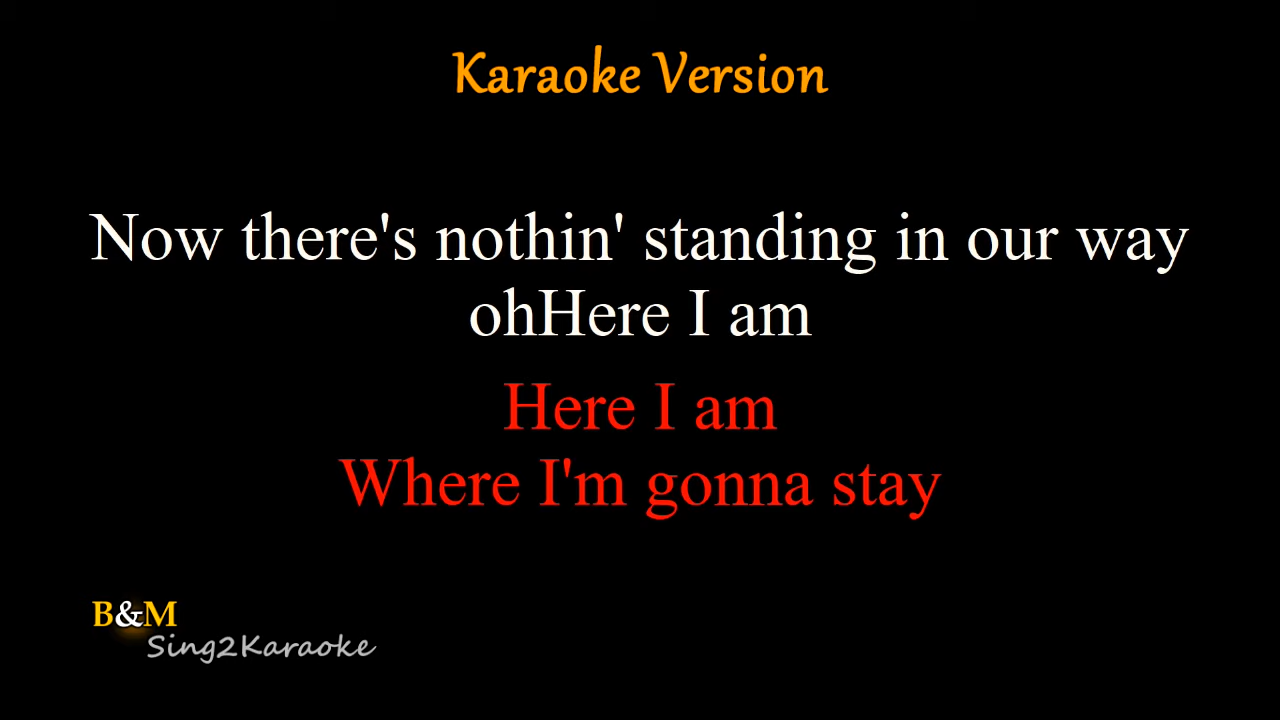 Karaoke Version
Now there's nothin' standing in our way
ohHere I am
Here I am
Where I'm gonna stay
B&M
Sing2Karaoke